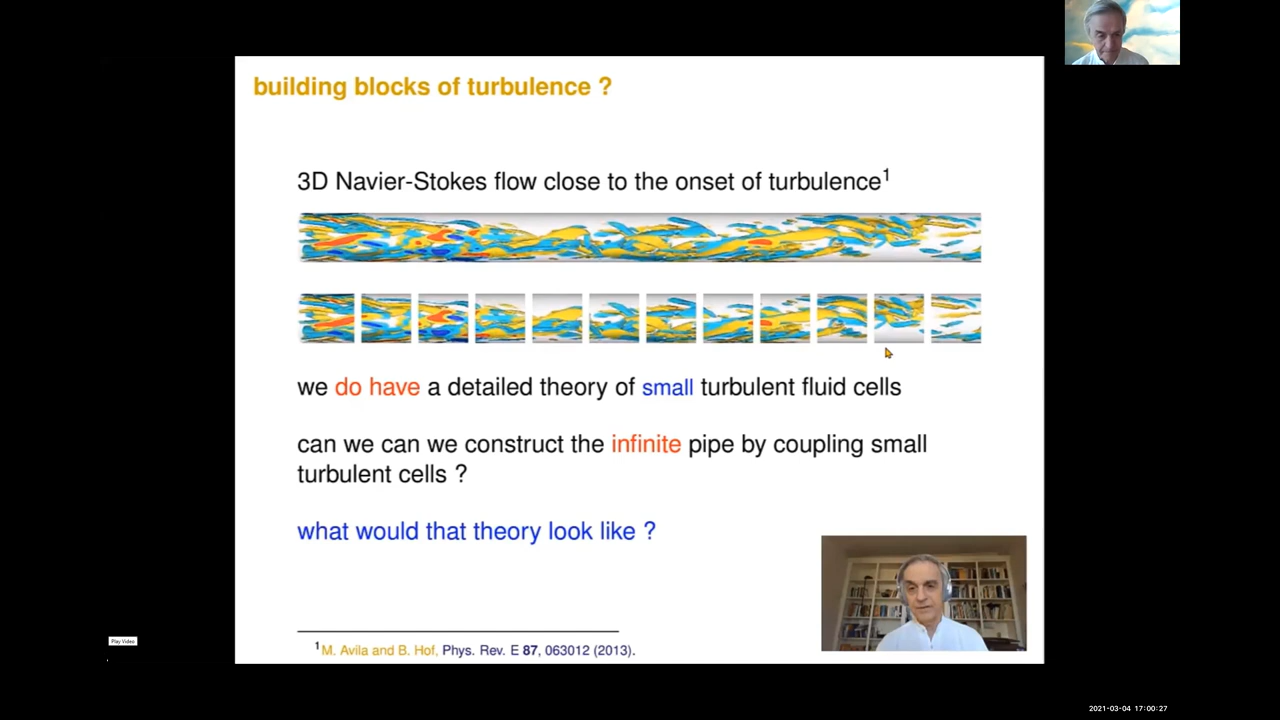 building blocks of turbulence ?
3D Navier-Stokes flow close to the onset of turbulence1
we do have a detailed theory of small turbulent fluid cells
can we can we construct the infinite pipe by coupling small
turbulent cells ?
what would that theory look like ?
1M. Avila and B. Hof, Phys. Rev. E 87, 063012 (2013).
Play Video
2021-03-04 17:00:27